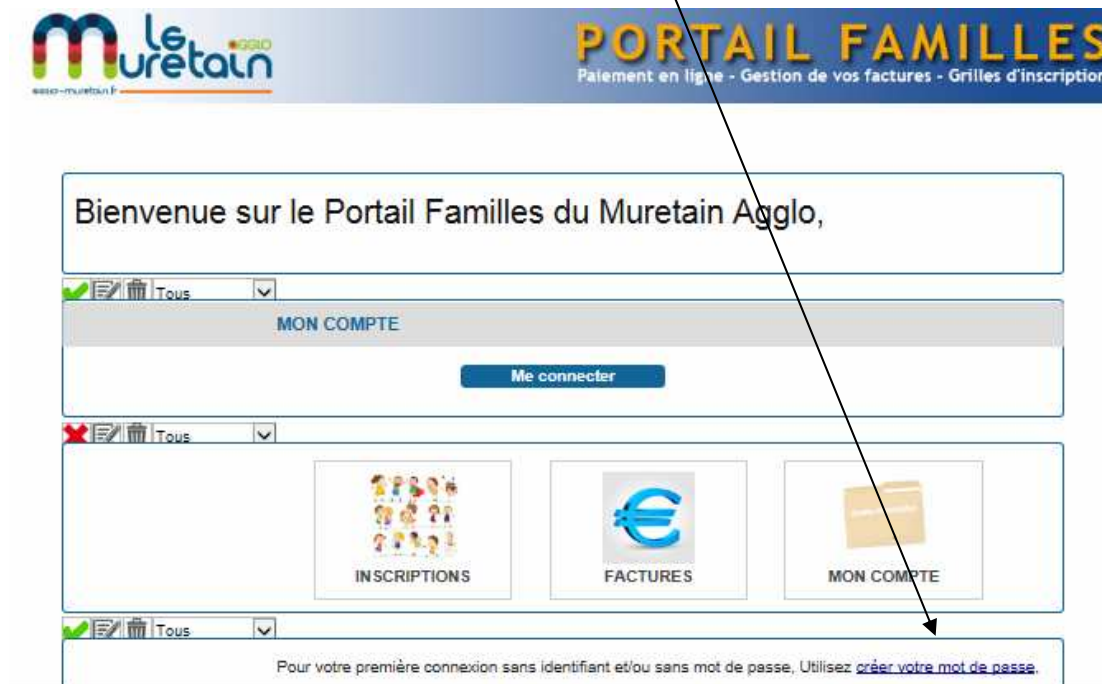 le
Muretain
AGGLO
PORTAIL FAMILLES
Paiement en ligne - Gestion de vos factures - Grilles d'inscription
agglo-muretain.fr
Bienvenue sur le Portail Familles du Muretain Agglo,
Tous
MON COMPTE
Me connecter
Tous
INSCRIPTIONS
FACTURES
MON COMPTE
Tous
Pour votre première connexion sans identifiant et/ou sans mot de passe, Utilisez créer votre mot de passe.